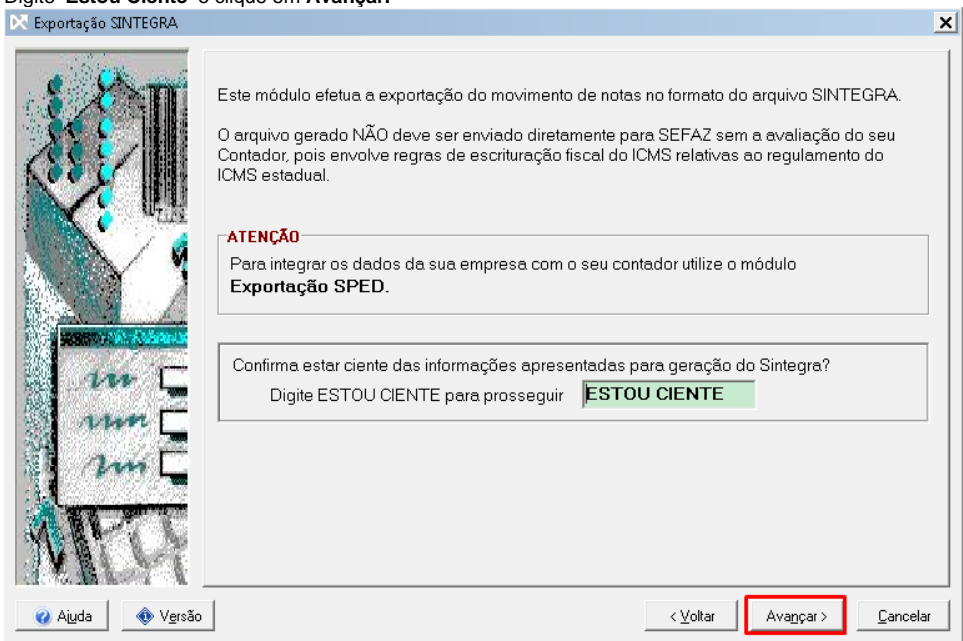 Digite "Estou Ciente" e clique em Avançar.
Exportação SINTEGRA
Este módulo efetua a exportação do movimento de notas no formato do arquivo SINTEGRA.
O arquivo gerado NÃO deve ser enviado diretamente para SEFAZ sem a avaliação do seu
Contador, pois envolve regras de escrituração fiscal do ICMS relativas ao regulamento do
ICMS estadual.
ATENÇÃO
Para integrar os dados da sua empresa com o seu contador utilize o módulo
Exportação SPED.
Confirma estar ciente das informações apresentadas para geração do Sintegra?
Digite ESTOU CIENTE para prosseguir ESTOU CIENTE
Ajuda Versão < Voltar Avançar > Cancelar